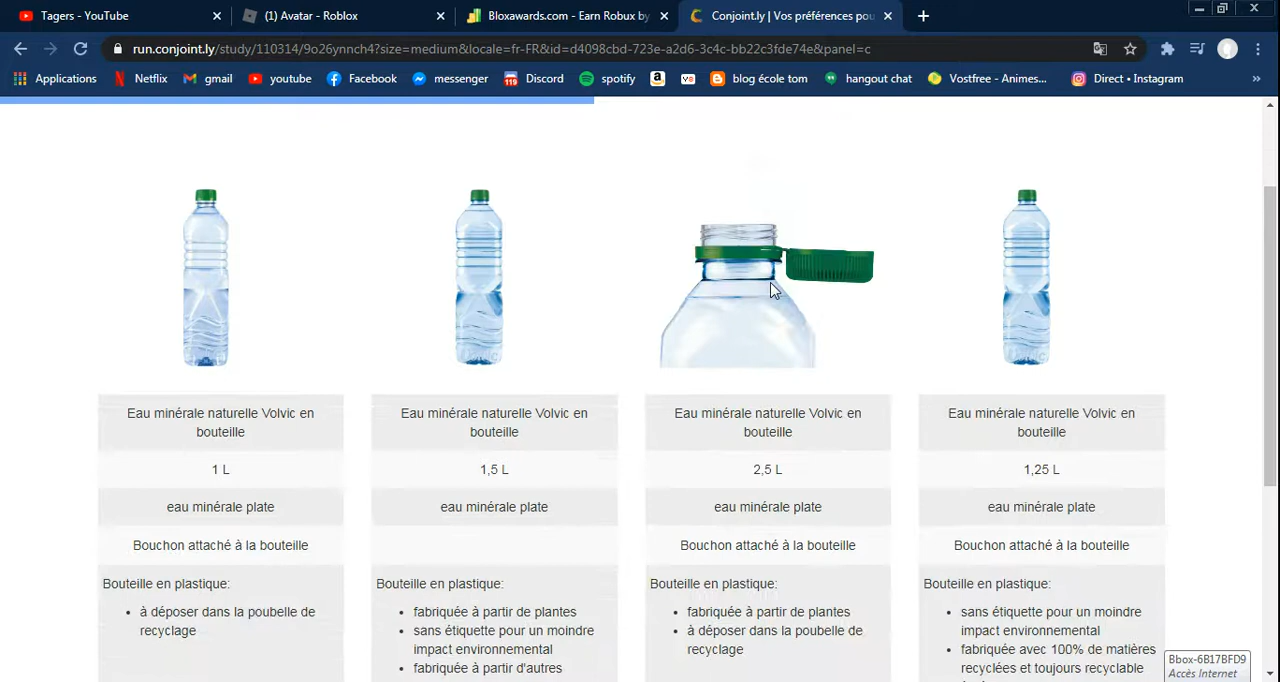 Tagers - YouTube
(1) Avatar - Roblox
Bloxawards.com - Earn Robux by
Conjoint.ly | Vos préférences pou
run.conjoint.ly/study/110314/9o26ynnch4?size=medium&locale=fr-FR&id=d4098cbd-723e-a2d6-3c4c-bb22c3fde74e&panel=c
Applications
Netflix
gmail
youtube
Facebook
messenger
Discord
spotify
blog école tom
hangout chat
Vostfree - Animes...
Direct • Instagram
Eau minérale naturelle Volvic en
bouteille
1 L
eau minérale plate
Bouchon attaché à la bouteille
Bouteille en plastique:
• à déposer dans la poubelle de
recyclage
Eau minérale naturelle Volvic en
bouteille
1,5 L
eau minérale plate
Bouteille en plastique:
• fabriquée à partir de plantes
• sans étiquette pour un moindre
impact environnemental
• fabriquée à partir d'autres
Eau minérale naturelle Volvic en
bouteille
2,5 L
eau minérale plate
Bouchon attaché à la bouteille
Bouteille en plastique:
• fabriquée à partir de plantes
• à déposer dans la poubelle de
recyclage
Eau minérale naturelle Volvic en
bouteille
1,25 L
eau minérale plate
Bouchon attaché à la bouteille
Bouteille en plastique:
• sans étiquette pour un moindre
impact environnemental
• fabriquée avec 100% de matières
recyclées et toujours recyclable
Bbox-6B17BFD9
Accès Internet